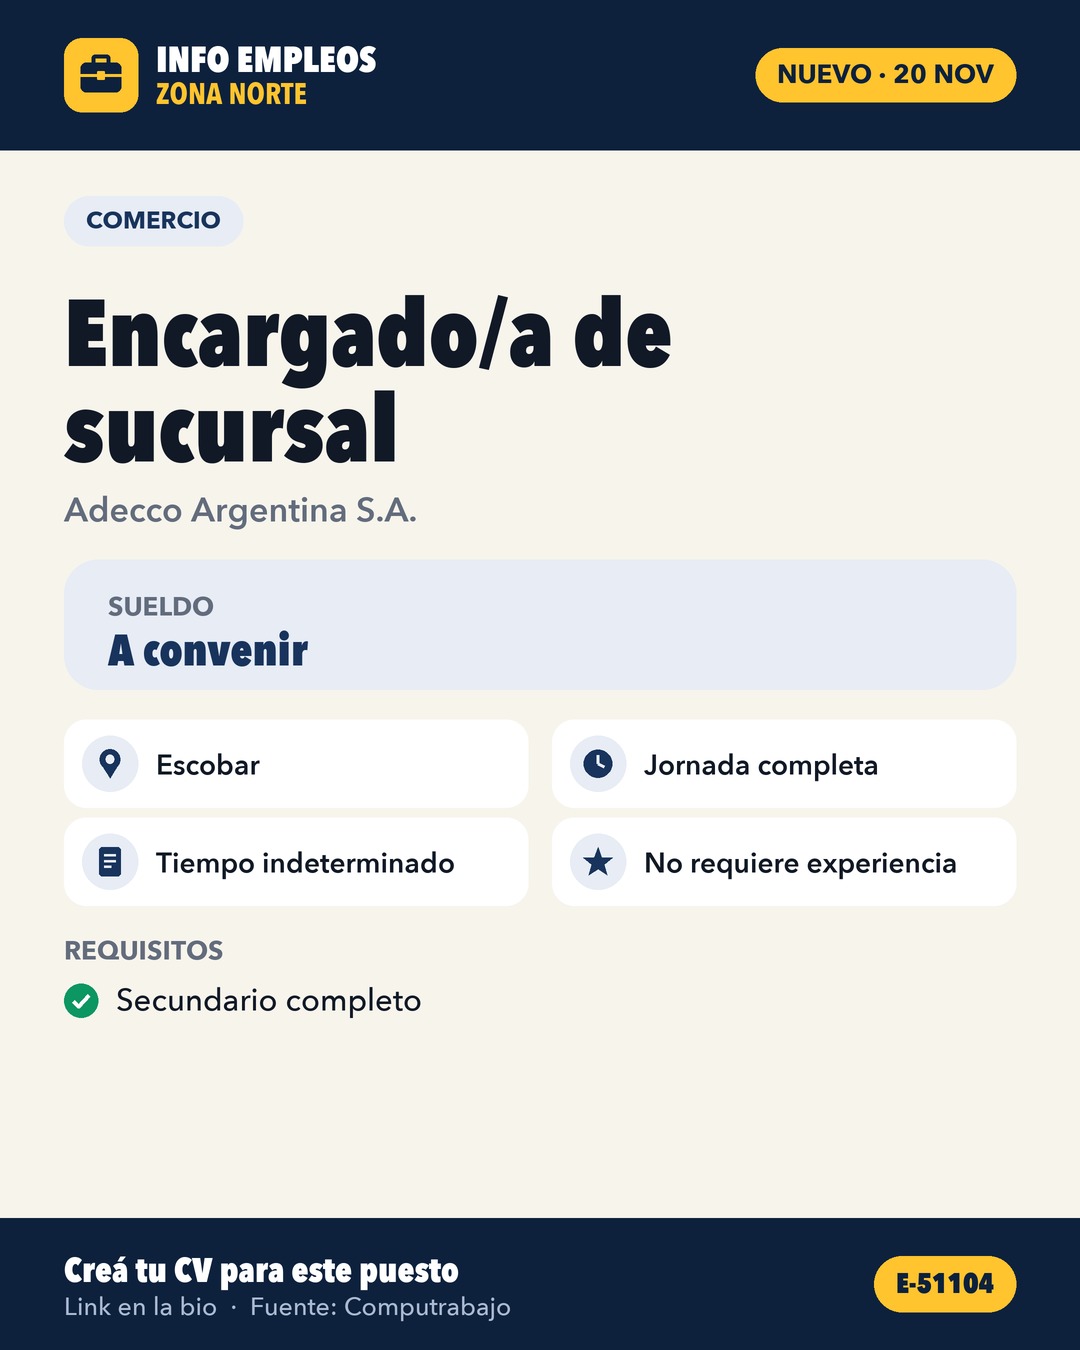 INFO EMPLEOS
ZONA NORTE
NUEVO · 20 NOV
COMERCIO
Encargado/a de
sucursal
Adecco Argentina S.A.
SUELDO
A convenir
Escobar
Jornada completa
Tiempo indeterminado
No requiere experiencia
REQUISITOS
Secundario completo
Creá tu CV para este puesto
Link en la bio · Fuente: Computrabajo
E-51104